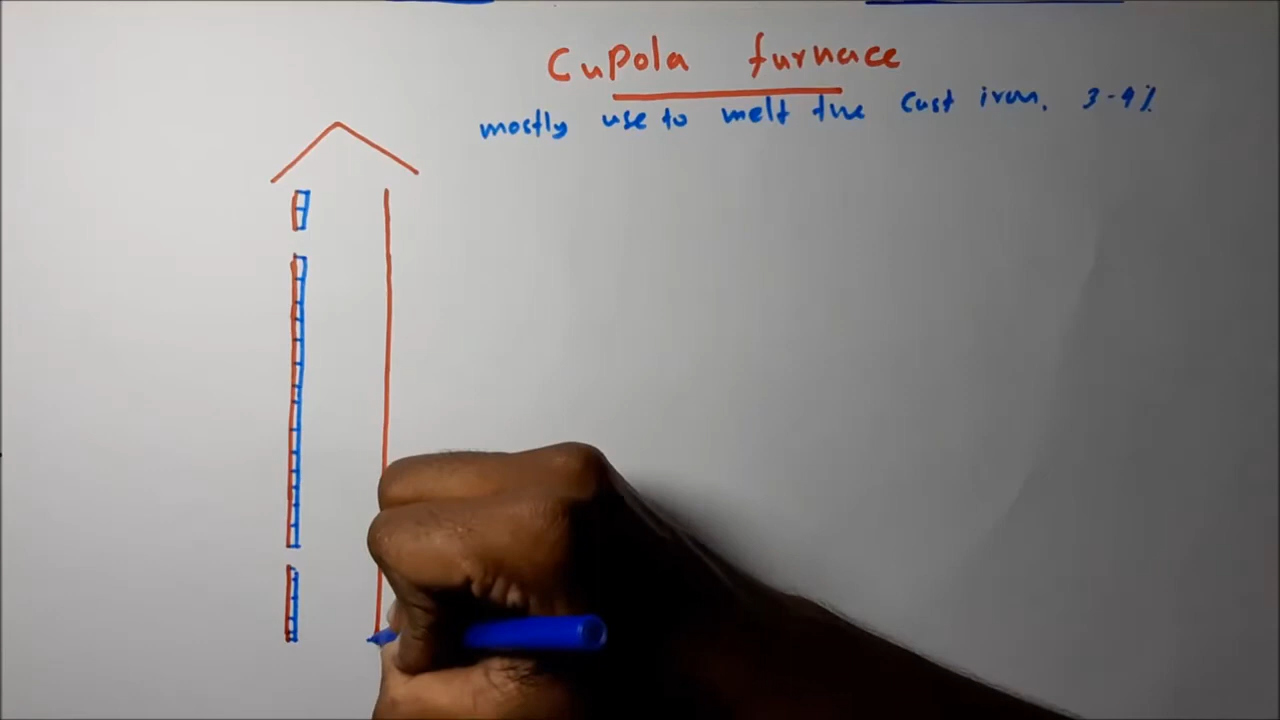 Cupola furnace
mostly use to melt the cast iron. 3-4%